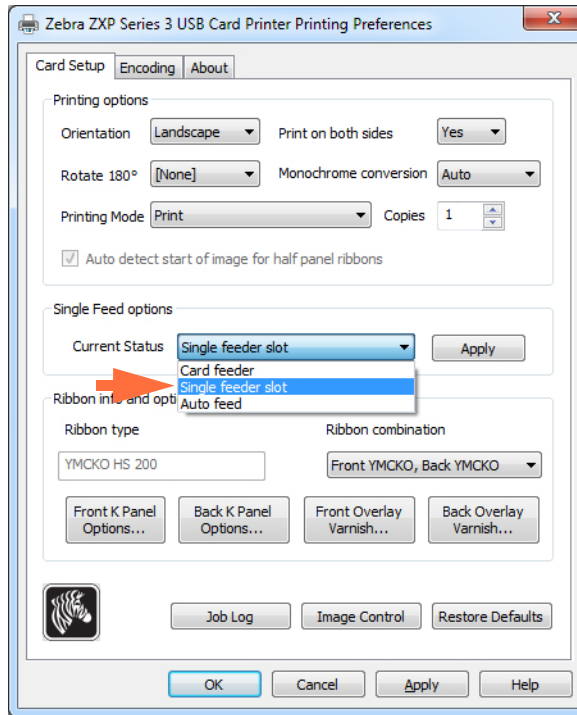 Zebra ZXP Series 3 USB Card Printer Printing Preferences
Card Setup Encoding About
Printing options
Orientation Landscape Print on both sides Yes
Rotate 180° [None] Monochrome conversion Auto
Printing Mode Print Copies 1
Auto detect start of image for half panel ribbons
Single Feed options
Current Status Single feeder slot Apply
Card feeder
Single feeder slot
Auto feed
Ribbon info and opti
Ribbon type Ribbon combination
YMCKO HS 200 Front YMCKO, Back YMCKO
Front K Panel Back K Panel Front Overlay Back Overlay
Options... Options... Varnish... Varnish...
Job Log Image Control Restore Defaults
OK Cancel Apply Help